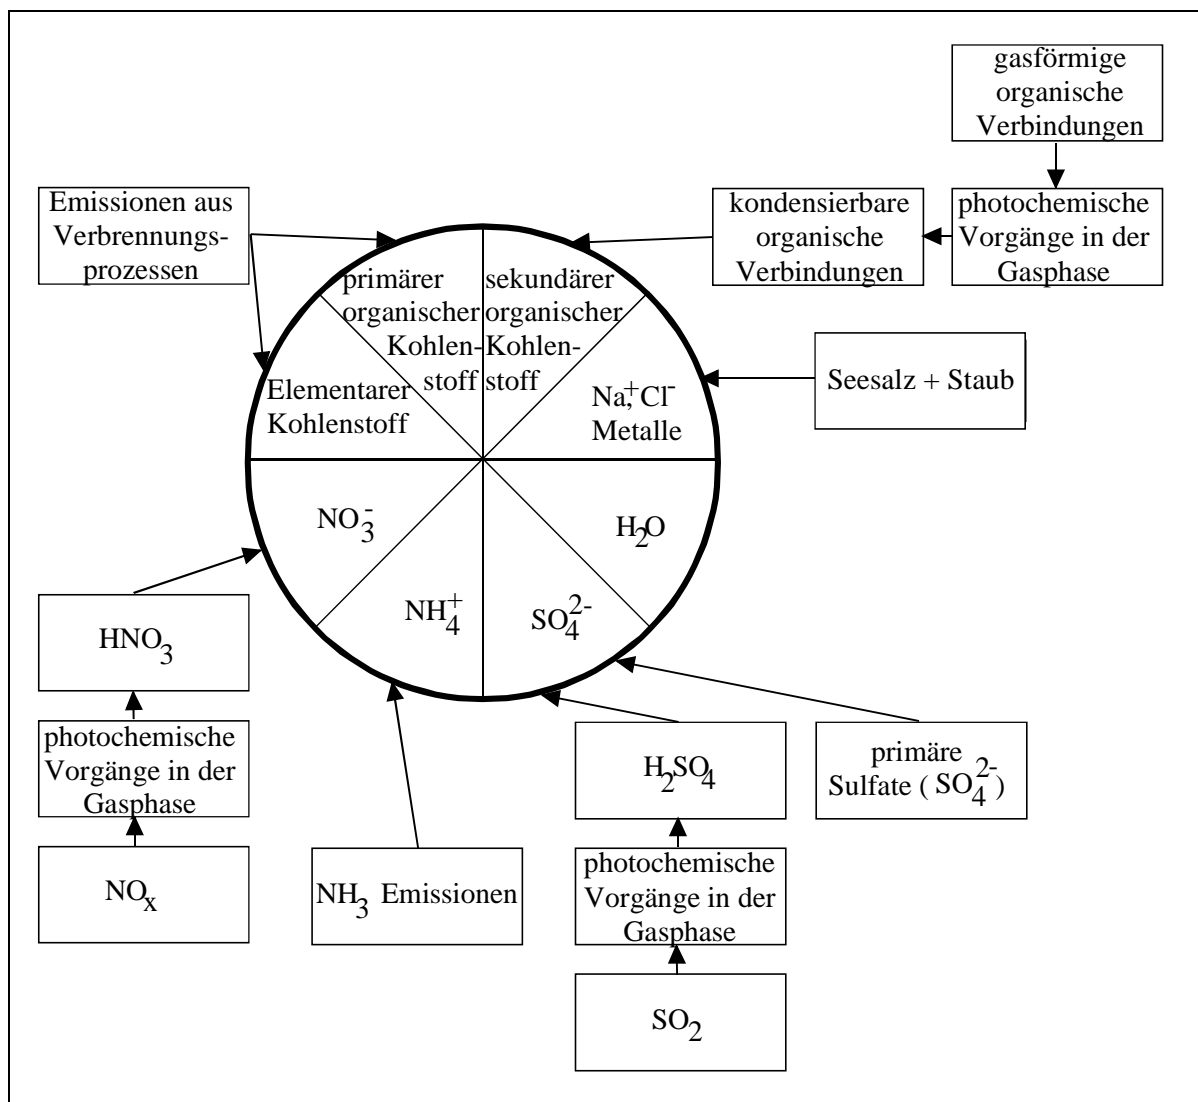 gasförmige
organische
Verbindungen
Emissionen aus
Verbrennungs-
prozessen
kondensierbare
organische
Verbindungen
photochemische
Vorgänge in der
Gasphase
primärer
organischer
Kohlen-
stoff
sekundärer
organischer
Kohlen-
stoff
Elementarer
Kohlenstoff
Na⁺, Cl⁻
Metalle
Seesalz + Staub
NO₃⁻
H₂O
NH₄⁺
SO₄²⁻
HNO₃
photochemische
Vorgänge in der
Gasphase
NOₓ
NH₃ Emissionen
H₂SO₄
primäre
Sulfate ( SO₄²⁻)
photochemische
Vorgänge in der
Gasphase
SO₂